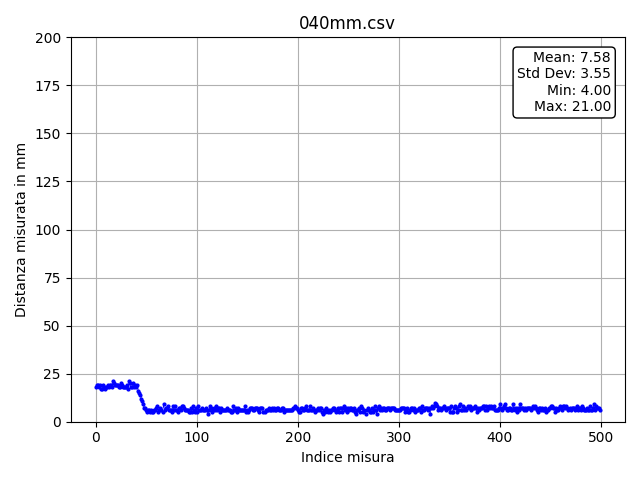 040mm.csv
Mean: 7.58
Std Dev: 3.55
Min: 4.00
Max: 21.00
Distanza misurata in mm
200
175
150
125
100
75
50
25
0
0 100 200 300 400 500
Indice misura